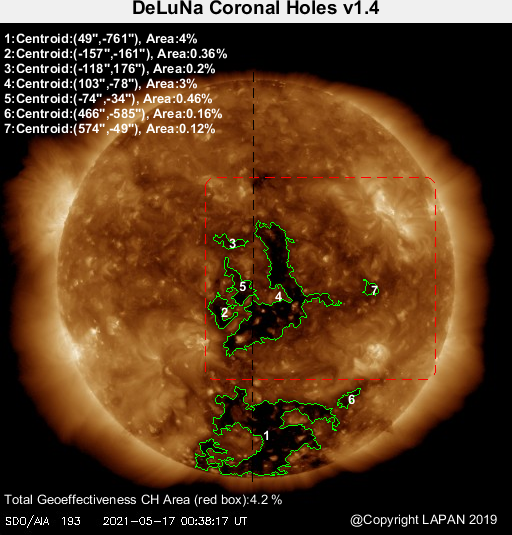 DeLuNa Coronal Holes v1.4
1:Centroid:(49",-761"), Area:4%
2:Centroid:(-157",-161"), Area:0.36%
3:Centroid:(-118",176"), Area:0.2%
4:Centroid:(103",-78"), Area:3%
5:Centroid:(-74",-34"), Area:0.46%
6:Centroid:(466",-585"), Area:0.16%
7:Centroid:(574",-49"), Area:0.12%
3
5
7
4
2
6
1
Total Geoeffectiveness CH Area (red box):4.2 %
SDO/AIA 193 2021-05-17 00:38:17 UT
@Copyright LAPAN 2019